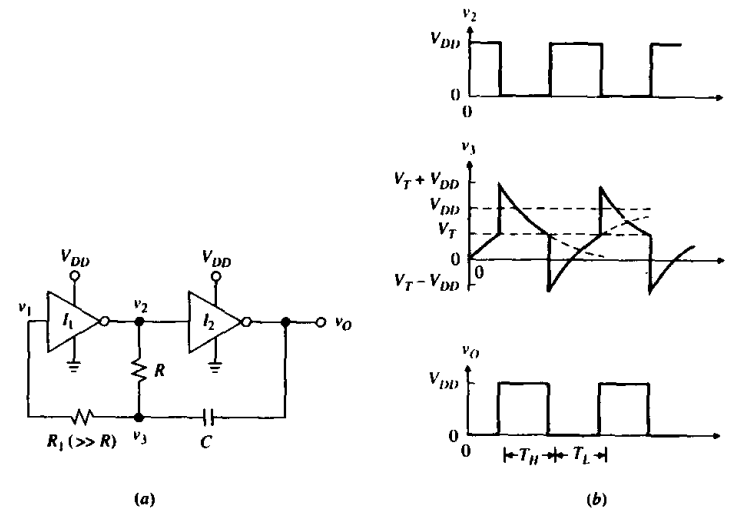 V_DD
V_DD
v_1
I_1
v_2
I_2
v_O
R
R_1 (>> R)
v_3
C
(a)
v_2
V_DD
0
0
v_3
V_T + V_DD
V_DD
V_T
0
0
V_T − V_DD
v_O
V_DD
0
0
T_H
T_L
(b)